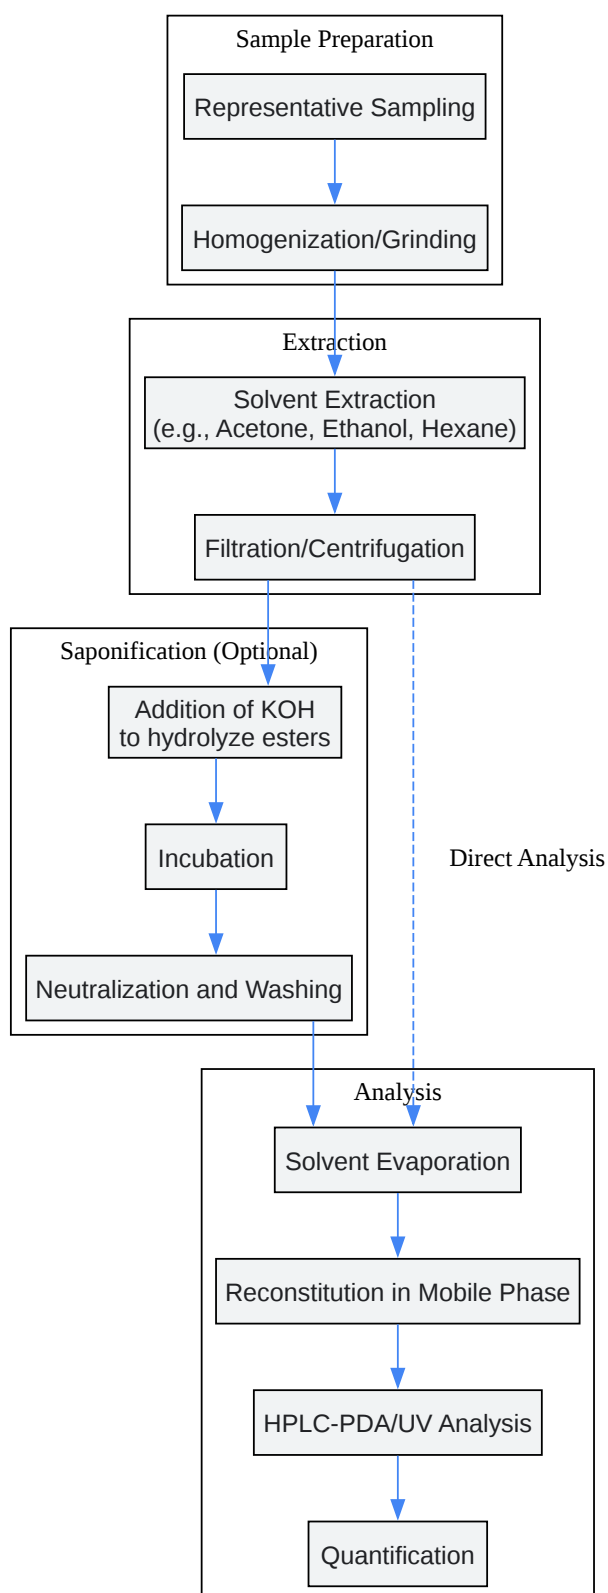 Sample Preparation
Representative Sampling
Homogenization/Grinding
Extraction
Solvent Extraction
(e.g., Acetone, Ethanol, Hexane)
Filtration/Centrifugation
Saponification (Optional)
Addition of KOH
to hydrolyze esters
Incubation
Direct Analysis
Neutralization and Washing
Analysis
Solvent Evaporation
Reconstitution in Mobile Phase
HPLC-PDA/UV Analysis
Quantification